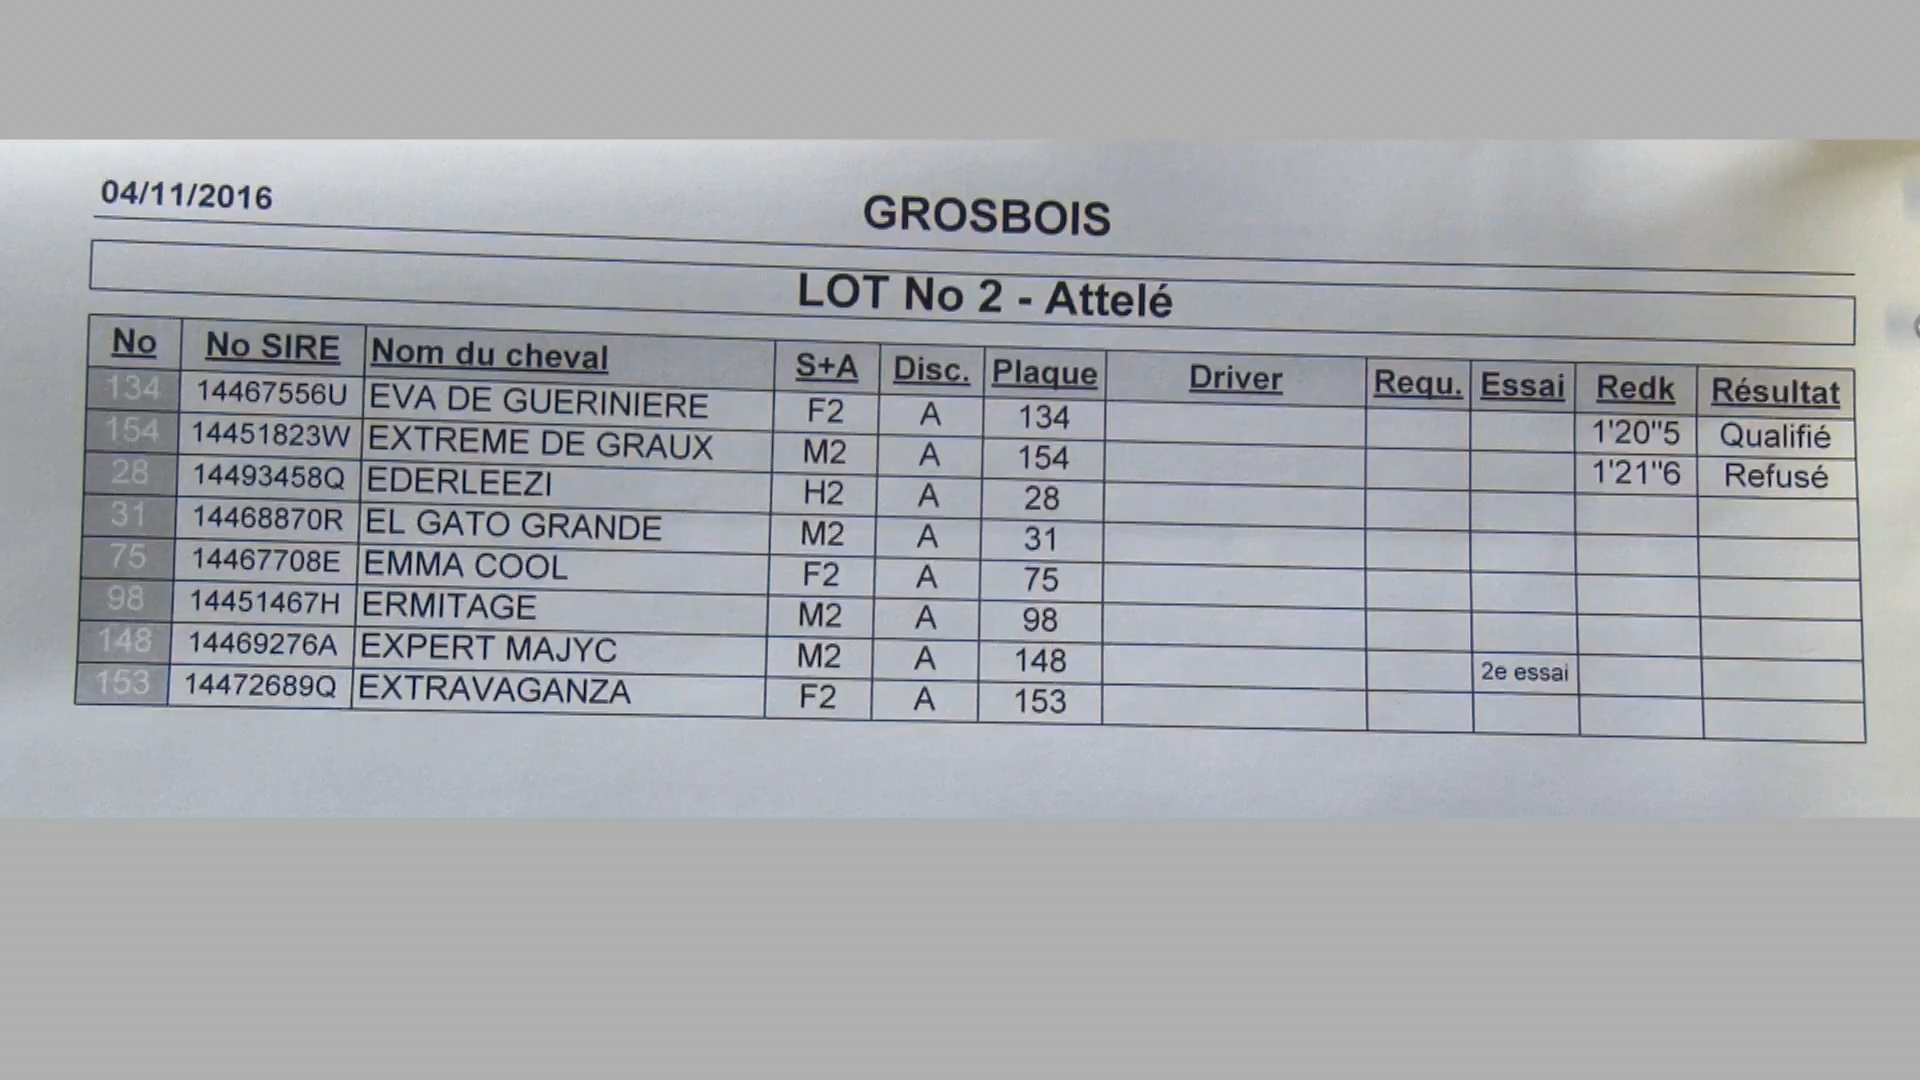 04/11/2016
GROSBOIS
LOT No 2 - Attelé
No No SIRE Nom du cheval S+A Disc. Plaque Driver Requ. Essai Redk Résultat
134 14467556U EVA DE GUERINIERE F2 A 134 1'20"5 Qualifié
154 14451823W EXTREME DE GRAUX M2 A 154 1'21"6 Refusé
28 14493458Q EDERLEEZI H2 A 28
31 14468870R EL GATO GRANDE M2 A 31
75 14467708E EMMA COOL F2 A 75
98 14451467H ERMITAGE M2 A 98
148 14469276A EXPERT MAJYC M2 A 148 2e essai
153 14472689Q EXTRAVAGANZA F2 A 153